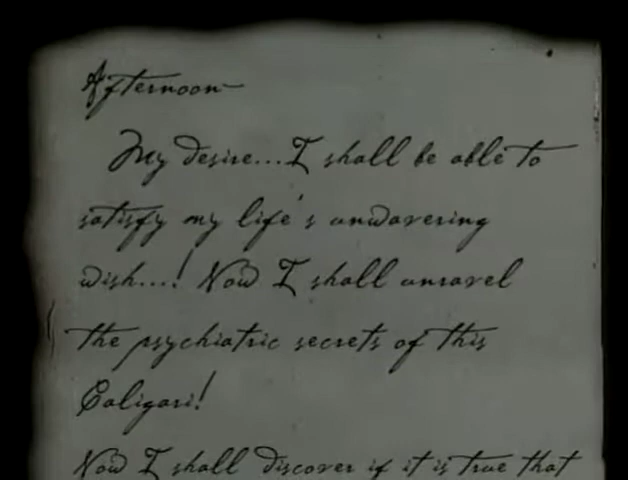 Afternoon—
My desire...I shall be able to
satisfy my life's unwavering
wish...! Now I shall unravel
the psychiatric secrets of this
Caligari!
Now I shall discover if it is true that